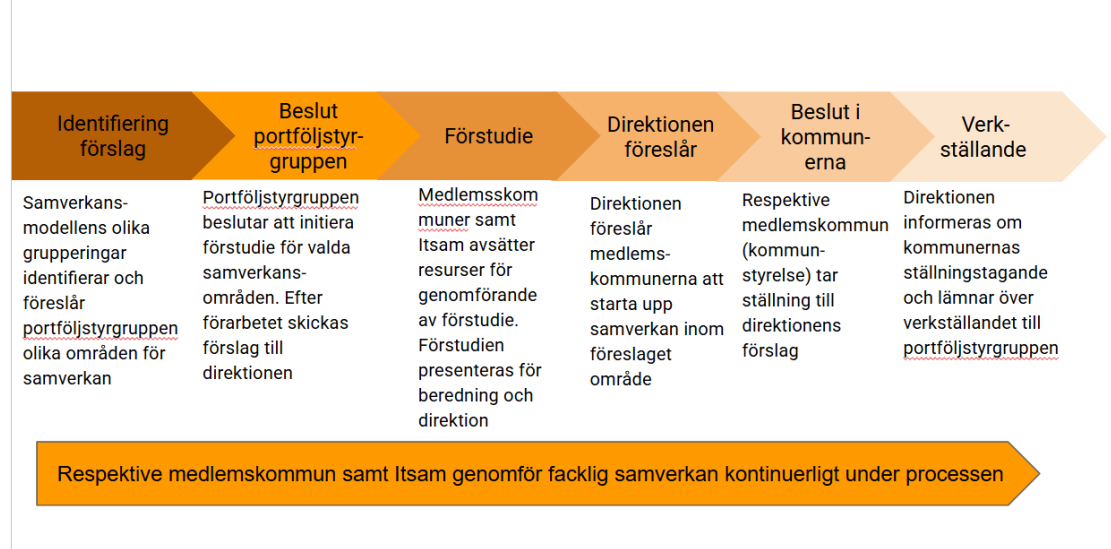 Identifiering
förslag
Beslut
portföljstyr-
gruppen
Förstudie
Direktionen
föreslår
Beslut i
kommun-
erna
Verk-
ställande
Samverkans-
modellens olika
grupperingar
identifierar och
föreslår
portföljstyrgruppen
olika områden för
samverkan
Portföljstyrgruppen
beslutar att initiera
förstudie för valda
samverkans-
områden. Efter
förarbetet skickas
förslag till
direktionen
Medlemsskom
muner samt
Itsam avsätter
resurser för
genomförande
av förstudie.
Förstudien
presenteras för
beredning och
direktion
Direktionen
föreslår
medlems-
kommunerna att
starta upp
samverkan inom
föreslaget
område
Respektive
medlemskommun
(kommun-
styrelse) tar
ställning till
direktionens
förslag
Direktionen
informeras om
kommunernas
ställningstagande
och lämnar över
verkställandet till
portföljstyrgruppen
Respektive medlemskommun samt Itsam genomför facklig samverkan kontinuerligt under processen